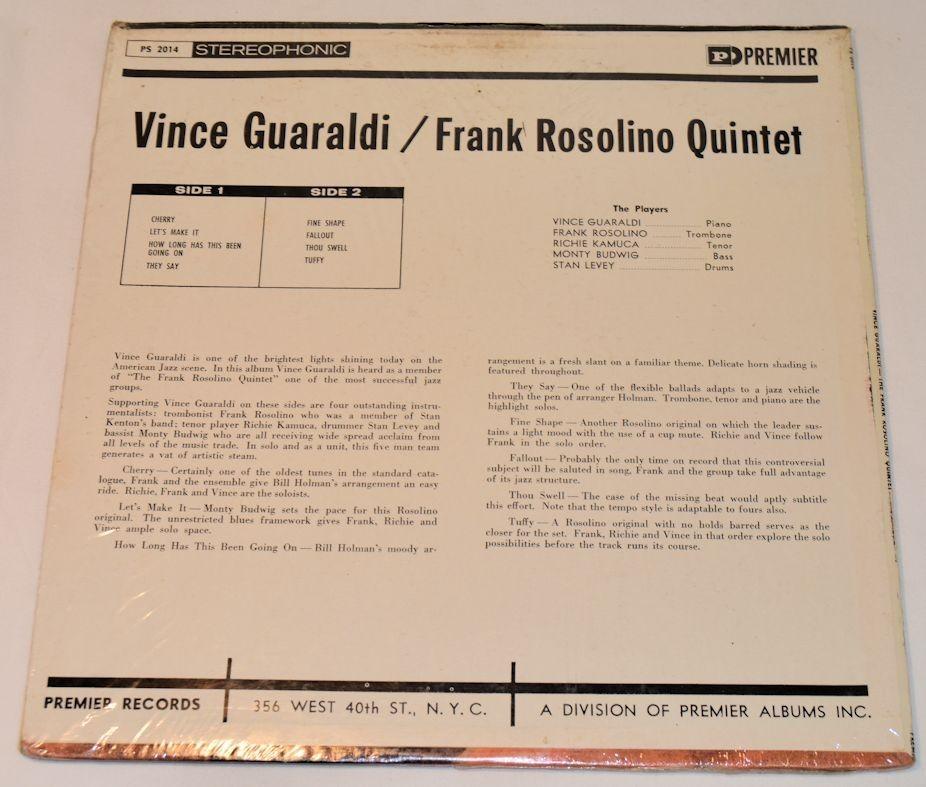 PS 2014 STEREOPHONIC
PD PREMIER
Vince Guaraldi / Frank Rosolino Quintet
SIDE 1
CHERRY
LET'S MAKE IT
HOW LONG HAS THIS BEEN
GOING ON
THEY SAY
SIDE 2
FINE SHAPE
FALLOUT
THOU SWELL
TUFFY
The Players
VINCE GUARALDI Piano
FRANK ROSOLINO Trombone
RICHIE KAMUCA Tenor
MONTY BUDWIG Bass
STAN LEVEY Drums
Vince Guaraldi is one of the brightest lights shining today on the
American Jazz scene. In this album Vince Guaraldi is heard as a member
of "The Frank Rosolino Quintet" one of the most successful jazz
groups.
Supporting Vince Guaraldi on these sides are four outstanding instru-
mentalists: trombonist Frank Rosolino who was a member of Stan
Kenton's band; tenor player Richie Kamuca, drummer Stan Levey and
bassist Monty Budwig who are all receiving wide spread acclaim from
all levels of the music trade. In solo and as a unit, this five man team
generates a vat of artistic steam.
Cherry — Certainly one of the oldest tunes in the standard cata-
logue, Frank and the ensemble give Bill Holman's arrangement an easy
ride. Richie, Frank and Vince are the soloists.
Let's Make It — Monty Budwig sets the pace for this Rosolino
original. The unrestricted blues framework gives Frank, Richie and
Vince ample solo space.
How Long Has This Been Going On — Bill Holman's moody ar-
rangement is a fresh slant on a familiar theme. Delicate horn shading is
featured throughout.
They Say — One of the flexible ballads adapts to a jazz vehicle
through the pen of arranger Holman. Trombone, tenor and piano are the
highlight solos.
Fine Shape — Another Rosolino original on which the leader sus-
tains a light mood with the use of a cup mute. Richie and Vince follow
Frank in the solo order.
Fallout — Probably the only time on record that this controversial
subject will be saluted in song, Frank and the group take full advantage
of its jazz structure.
Thou Swell — The case of the missing beat would aptly subtitle
this effort. Note that the tempo style is adaptable to fours also.
Tuffy — A Rosolino original with no holds barred serves as the
closer for the set. Frank, Richie and Vince in that order explore the solo
possibilities before the track runs its course.
PREMIER RECORDS
356 WEST 40th ST., N. Y. C.
A DIVISION OF PREMIER ALBUMS INC.
VINCE GUARALDI—THE FRANK ROSOLINO QUINTET